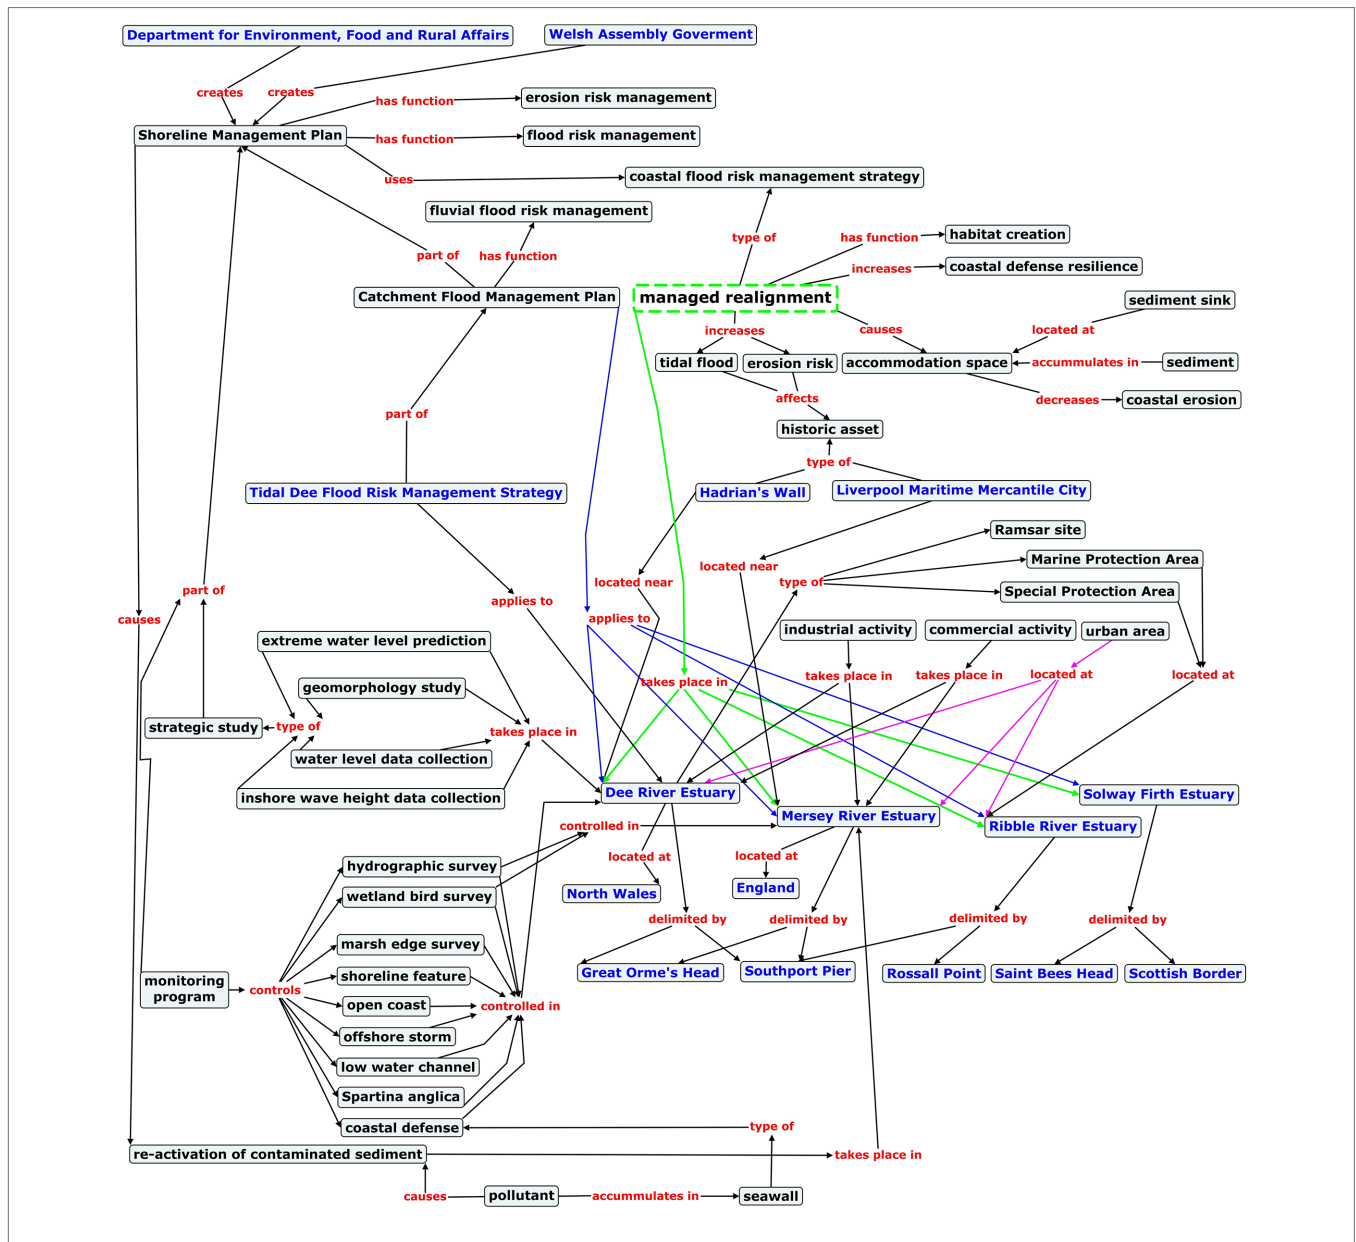 Department for Environment, Food and Rural Affairs
Welsh Assembly Goverment
creates
creates
has function
erosion risk management
Shoreline Management Plan
has function
flood risk management
uses
coastal flood risk management strategy
fluvial flood risk management
type of
has function
habitat creation
part of
has function
increases
coastal defense resilience
Catchment Flood Management Plan
managed realignment
sediment sink
increases
causes
located at
tidal flood
erosion risk
accommodation space
accummulates in
sediment
affects
decreases
coastal erosion
part of
historic asset
type of
Tidal Dee Flood Risk Management Strategy
Hadrian's Wall
Liverpool Maritime Mercantile City
Ramsar site
located near
located near
type of
Marine Protection Area
part of
applies to
Special Protection Area
causes
applies to
industrial activity
commercial activity
urban area
extreme water level prediction
takes place in
takes place in
takes place in
located at
located at
geomorphology study
strategic study
type of
takes place in
water level data collection
inshore wave height data collection
Dee River Estuary
Solway Firth Estuary
Mersey River Estuary
Ribble River Estuary
controlled in
located at
located at
hydrographic survey
wetland bird survey
North Wales
England
delimited by
delimited by
delimited by
delimited by
marsh edge survey
shoreline feature
Great Orme's Head
Southport Pier
Rossall Point
Saint Bees Head
Scottish Border
monitoring
program
controls
open coast
controlled in
offshore storm
low water channel
Spartina anglica
coastal defense
type of
re-activation of contaminated sediment
takes place in
causes
pollutant
accummulates in
seawall